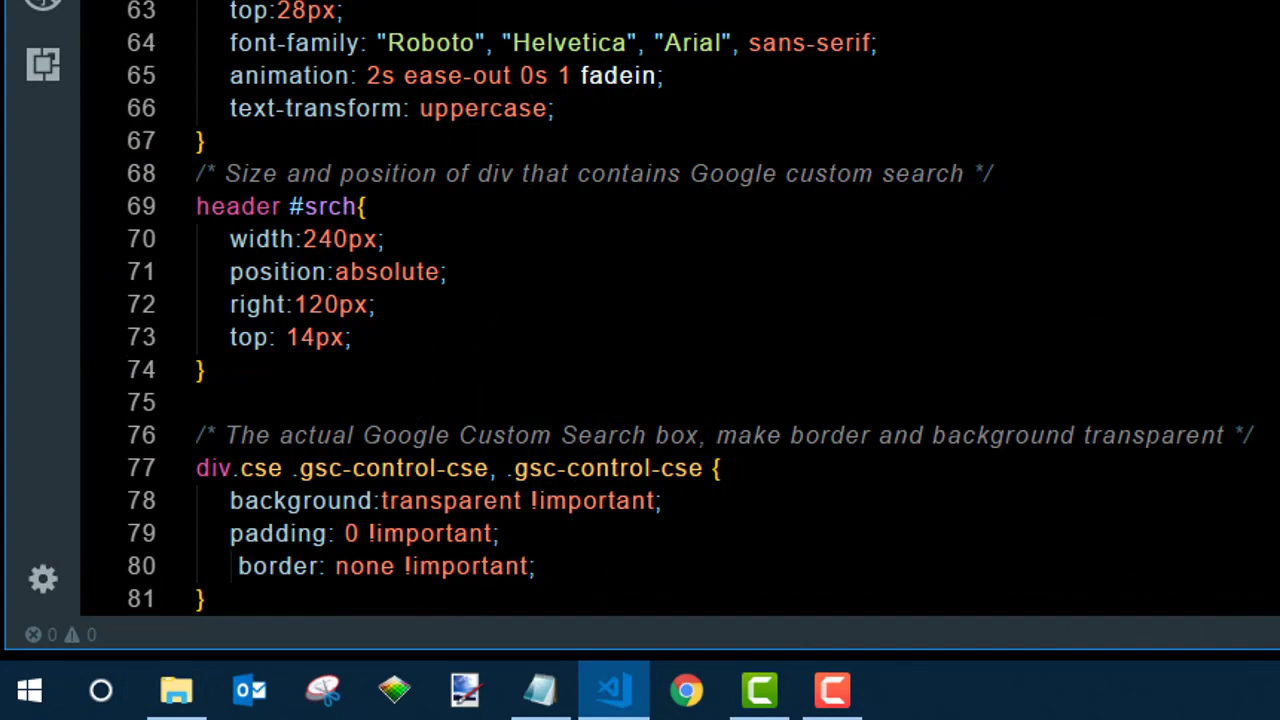 63 top:28px;
64 font-family: "Roboto", "Helvetica", "Arial", sans-serif;
65 animation: 2s ease-out 0s 1 fadein;
66 text-transform: uppercase;
67 }
68 /* Size and position of div that contains Google custom search */
69 header #srch{
70 width:240px;
71 position:absolute;
72 right:120px;
73 top: 14px;
74 }
75
76 /* The actual Google Custom Search box, make border and background transparent */
77 div.cse .gsc-control-cse, .gsc-control-cse {
78 background:transparent !important;
79 padding: 0 !important;
80 border: none !important;
81 }
0 0